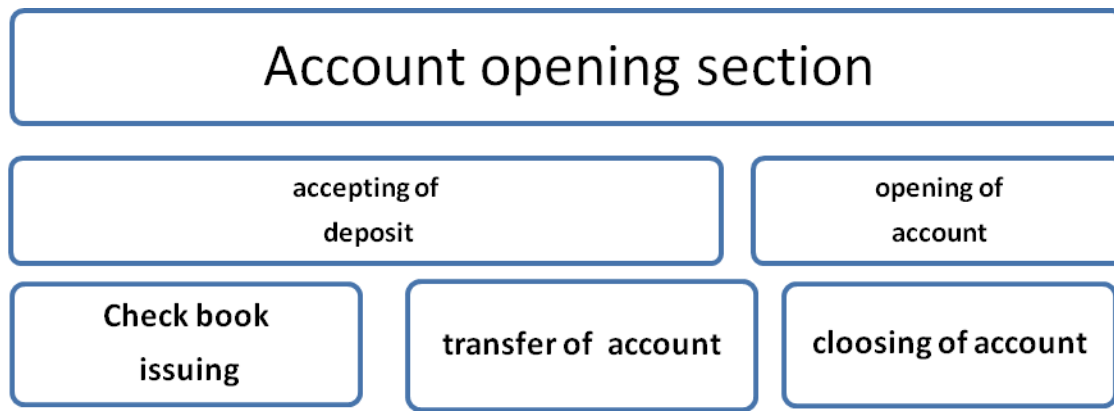 Account opening section
accepting of
deposit
opening of
account
Check book
issuing
transfer of account
cloosing of account